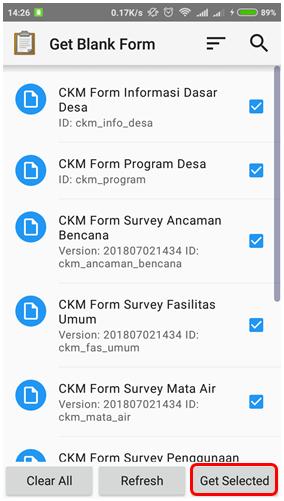 14:26 0.17K/s 89%
Get Blank Form
CKM Form Informasi Dasar
Desa
ID: ckm_info_desa
CKM Form Program Desa
ID: ckm_program
CKM Form Survey Ancaman
Bencana
Version: 201807021434 ID:
ckm_ancaman_bencana
CKM Form Survey Fasilitas
Umum
Version: 201807021434 ID:
ckm_fas_umum
CKM Form Survey Mata Air
Version: 201807021434 ID:
ckm_mata_air
CKM Form Survey Penggunaan
Clear All Refresh Get Selected